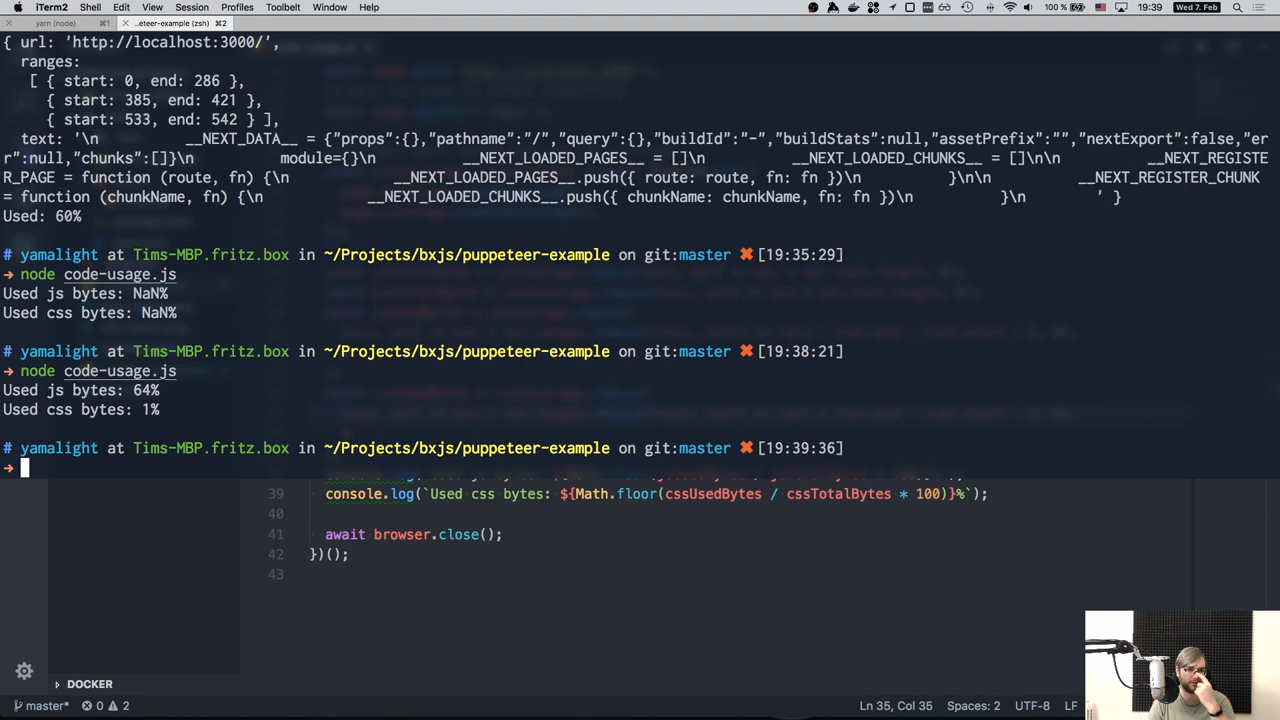 iTerm2 Shell Edit View Session Profiles Toolbelt Window Help 100 % 19:39 Wed 7. Feb
yarn (node) ⌘1 ..eteer-example (zsh) ⌘2
{ url: 'http://localhost:3000/',
ranges:
[ { start: 0, end: 286 },
{ start: 385, end: 421 },
{ start: 533, end: 542 } ],
text: '\n __NEXT_DATA__ = {"props":{},"pathname":"/","query":{},"buildId":"-","buildStats":null,"assetPrefix":"","nextExport":false,"er
r":null,"chunks":[]}\n module={}\n __NEXT_LOADED_PAGES__ = []\n __NEXT_LOADED_CHUNKS__ = []\n\n __NEXT_REGISTE
R_PAGE = function (route, fn) {\n __NEXT_LOADED_PAGES__.push({ route: route, fn: fn })\n }\n\n __NEXT_REGISTER_CHUNK
= function (chunkName, fn) {\n __NEXT_LOADED_CHUNKS__.push({ chunkName: chunkName, fn: fn })\n }\n ' }
Used: 60%
# yamalight at Tims-MBP.fritz.box in ~/Projects/bxjs/puppeteer-example on git:master ✖ [19:35:29]
→ node code-usage.js
Used js bytes: NaN%
Used css bytes: NaN%
# yamalight at Tims-MBP.fritz.box in ~/Projects/bxjs/puppeteer-example on git:master ✖ [19:38:21]
→ node code-usage.js
Used js bytes: 64%
Used css bytes: 1%
# yamalight at Tims-MBP.fritz.box in ~/Projects/bxjs/puppeteer-example on git:master ✖ [19:39:36]
→
39 console.log(`Used css bytes: ${Math.floor(cssUsedBytes / cssTotalBytes * 100)}%`);
40
41 await browser.close();
42 })();
43
DOCKER
master* 0 2 Ln 35, Col 35 Spaces: 2 UTF-8 LF